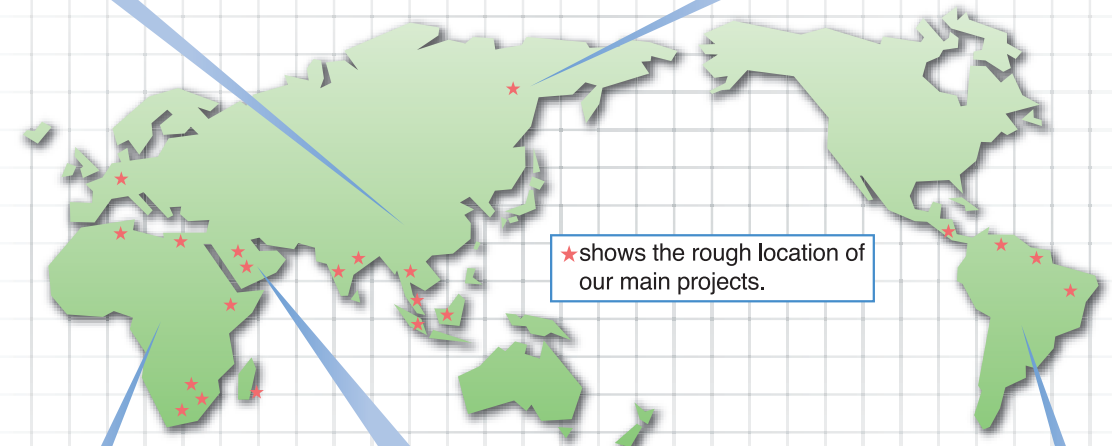 ★shows the rough location of
our main projects.